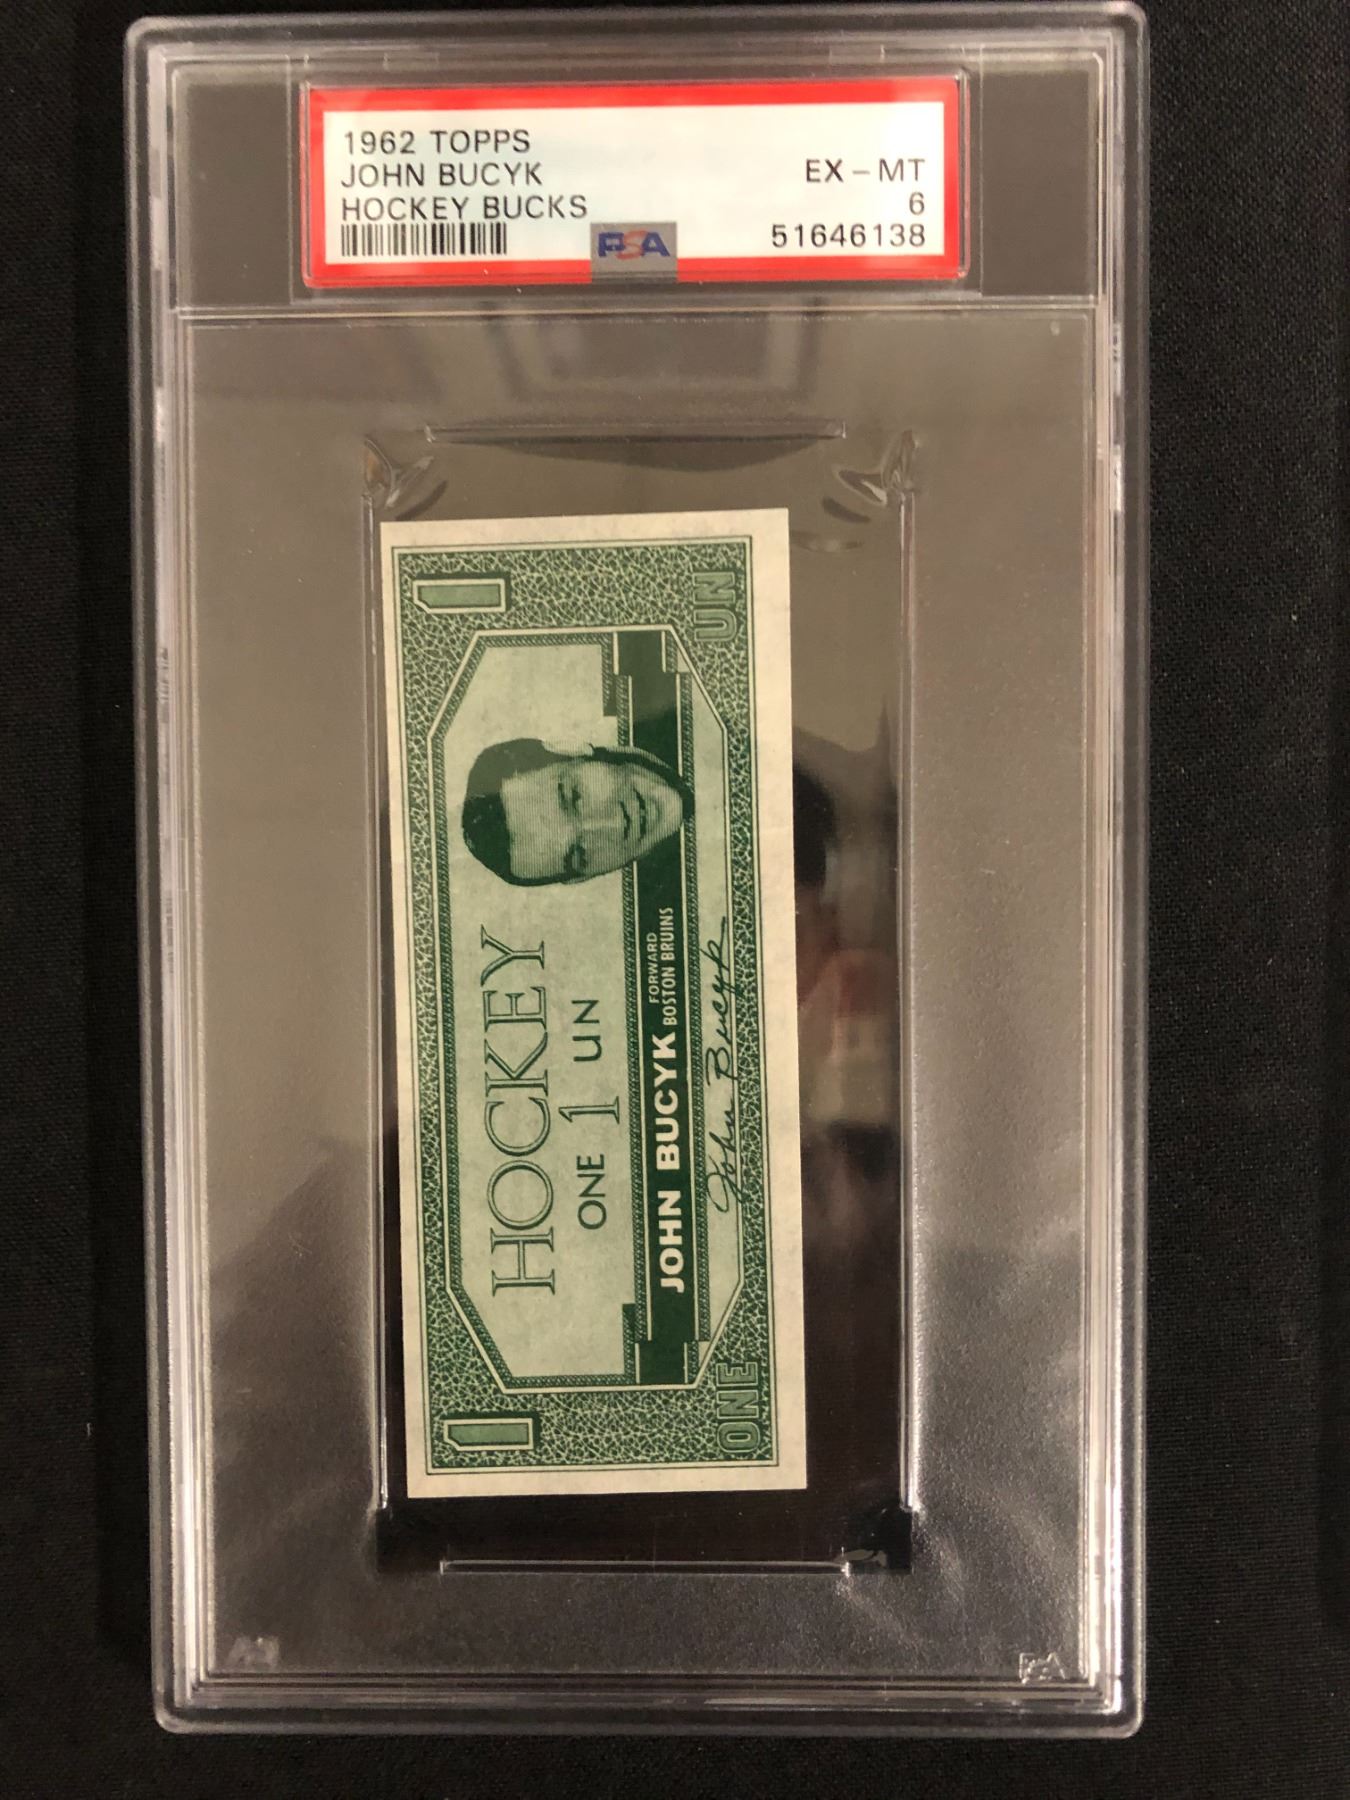 1962 TOPPS
JOHN BUCYK
HOCKEY BUCKS
EX - MT
6
51646138
PSA
1
1
HOCKEY
ONE 1 UN
JOHN BUCYK
FORWARD
BOSTON BRUINS
John Bucyk
ONE
UN
PSA